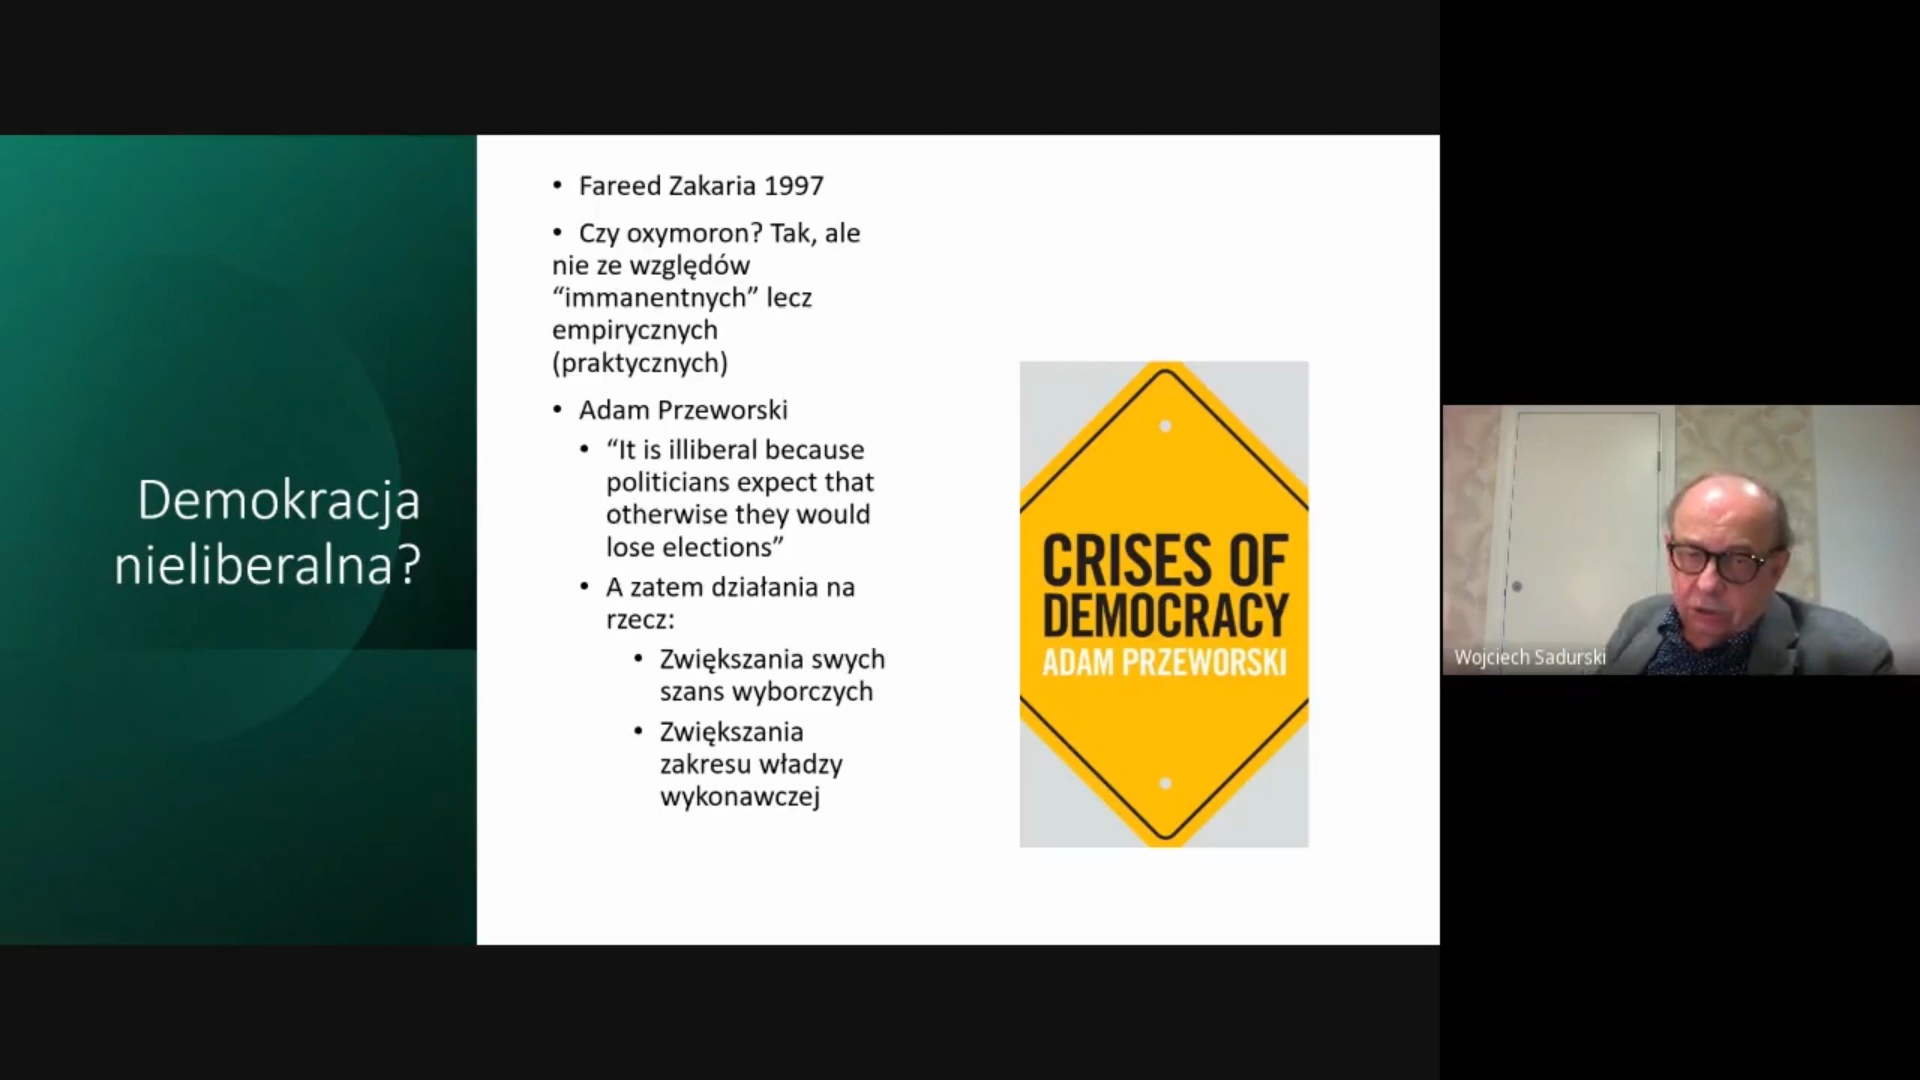 Demokracja
nieliberalna?
• Fareed Zakaria 1997
• Czy oxymoron? Tak, ale
nie ze względów
“immanentnych” lecz
empirycznych
(praktycznych)
• Adam Przeworski
• “It is illiberal because
politicians expect that
otherwise they would
lose elections”
• A zatem działania na
rzecz:
• Zwiększania swych
szans wyborczych
• Zwiększania
zakresu władzy
wykonawczej
CRISES OF
DEMOCRACY
ADAM PRZEWORSKI
Wojciech Sadurski